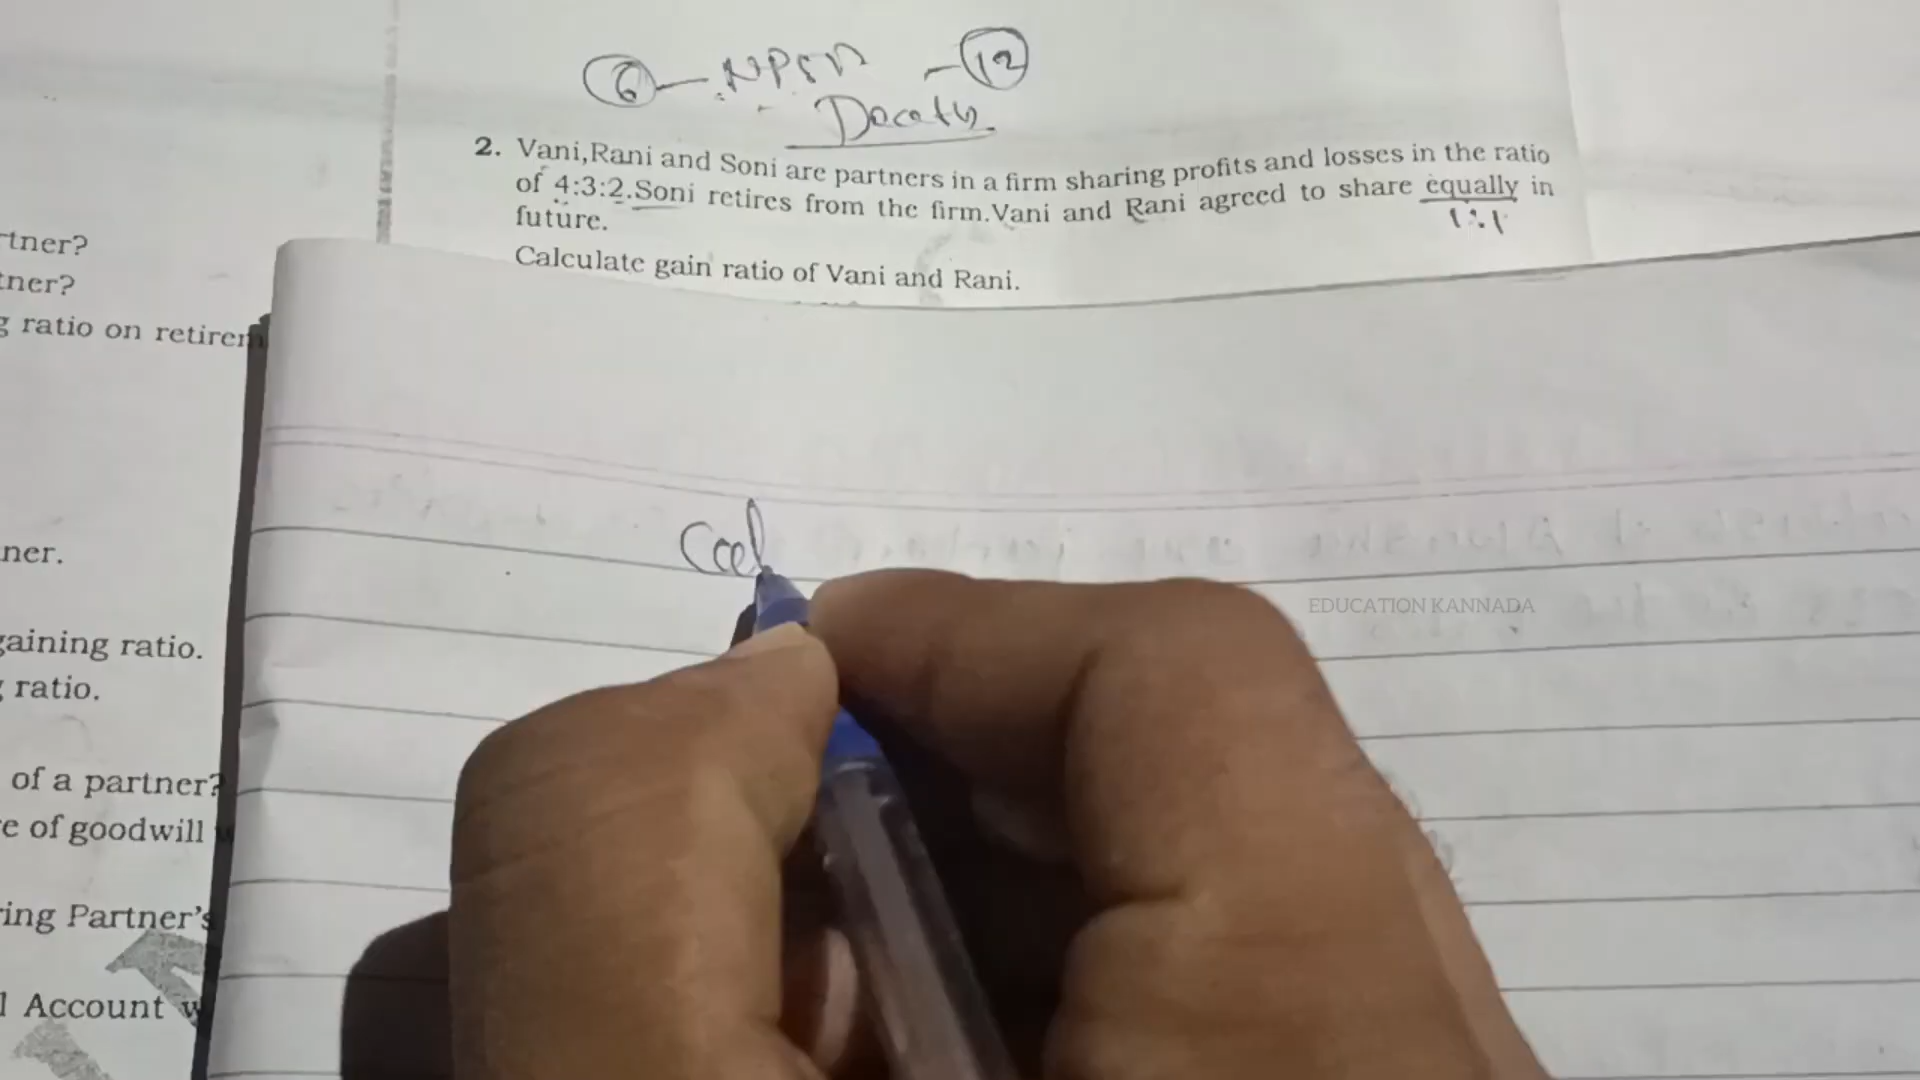 6 - NPSR - 12
Death
2. Vani,Rani and Soni are partners in a firm sharing profits and losses in the ratio
of 4:3:2.Soni retires from the firm.Vani and Rani agreed to share equally in
1:1
future.
Calculate gain ratio of Vani and Rani.
rtner?
tner?
g ratio on retirem
Cal
EDUCATION KANNADA
ner.
gaining ratio.
g ratio.
of a partner?
e of goodwill w
ring Partner's
l Account w